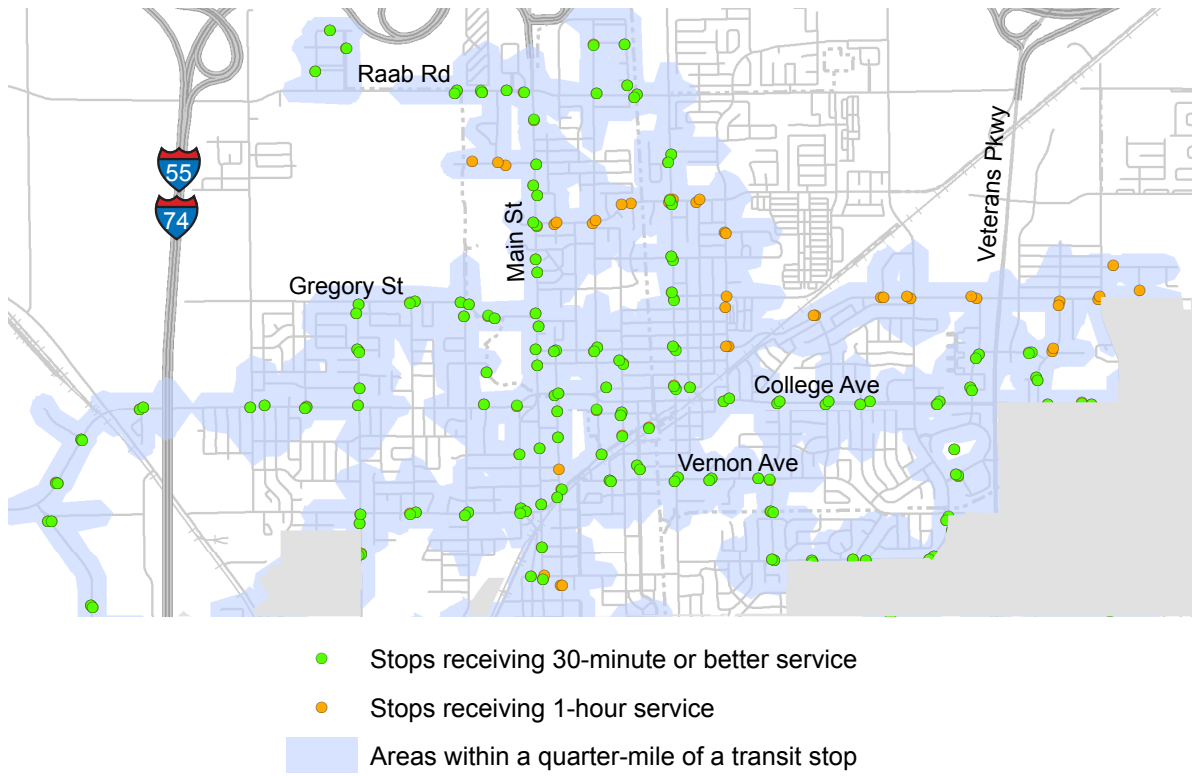 Raab Rd
55
74
Main St
Veterans Pkwy
Gregory St
College Ave
Vernon Ave
Stops receiving 30-minute or better service
Stops receiving 1-hour service
Areas within a quarter-mile of a transit stop